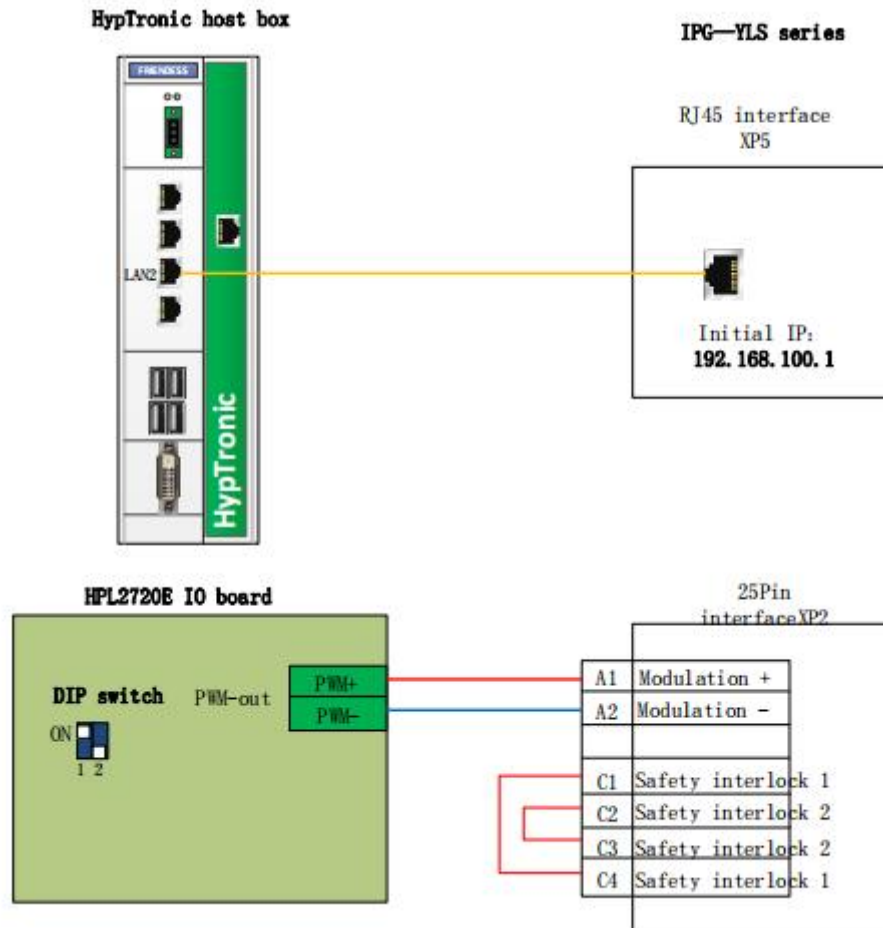 HypTronic host box
IPG—YLS series
FRIENDESS
RJ45 interface
XP5
LAN2
Initial IP:
192.168.100.1
HypTronic
HPL2720E IO board
25Pin
interfaceXP2
DIP switch
PWM-out
PWM+
PWM-
ON
1 2
A1 Modulation +
A2 Modulation -
C1 Safety interlock 1
C2 Safety interlock 2
C3 Safety interlock 2
C4 Safety interlock 1